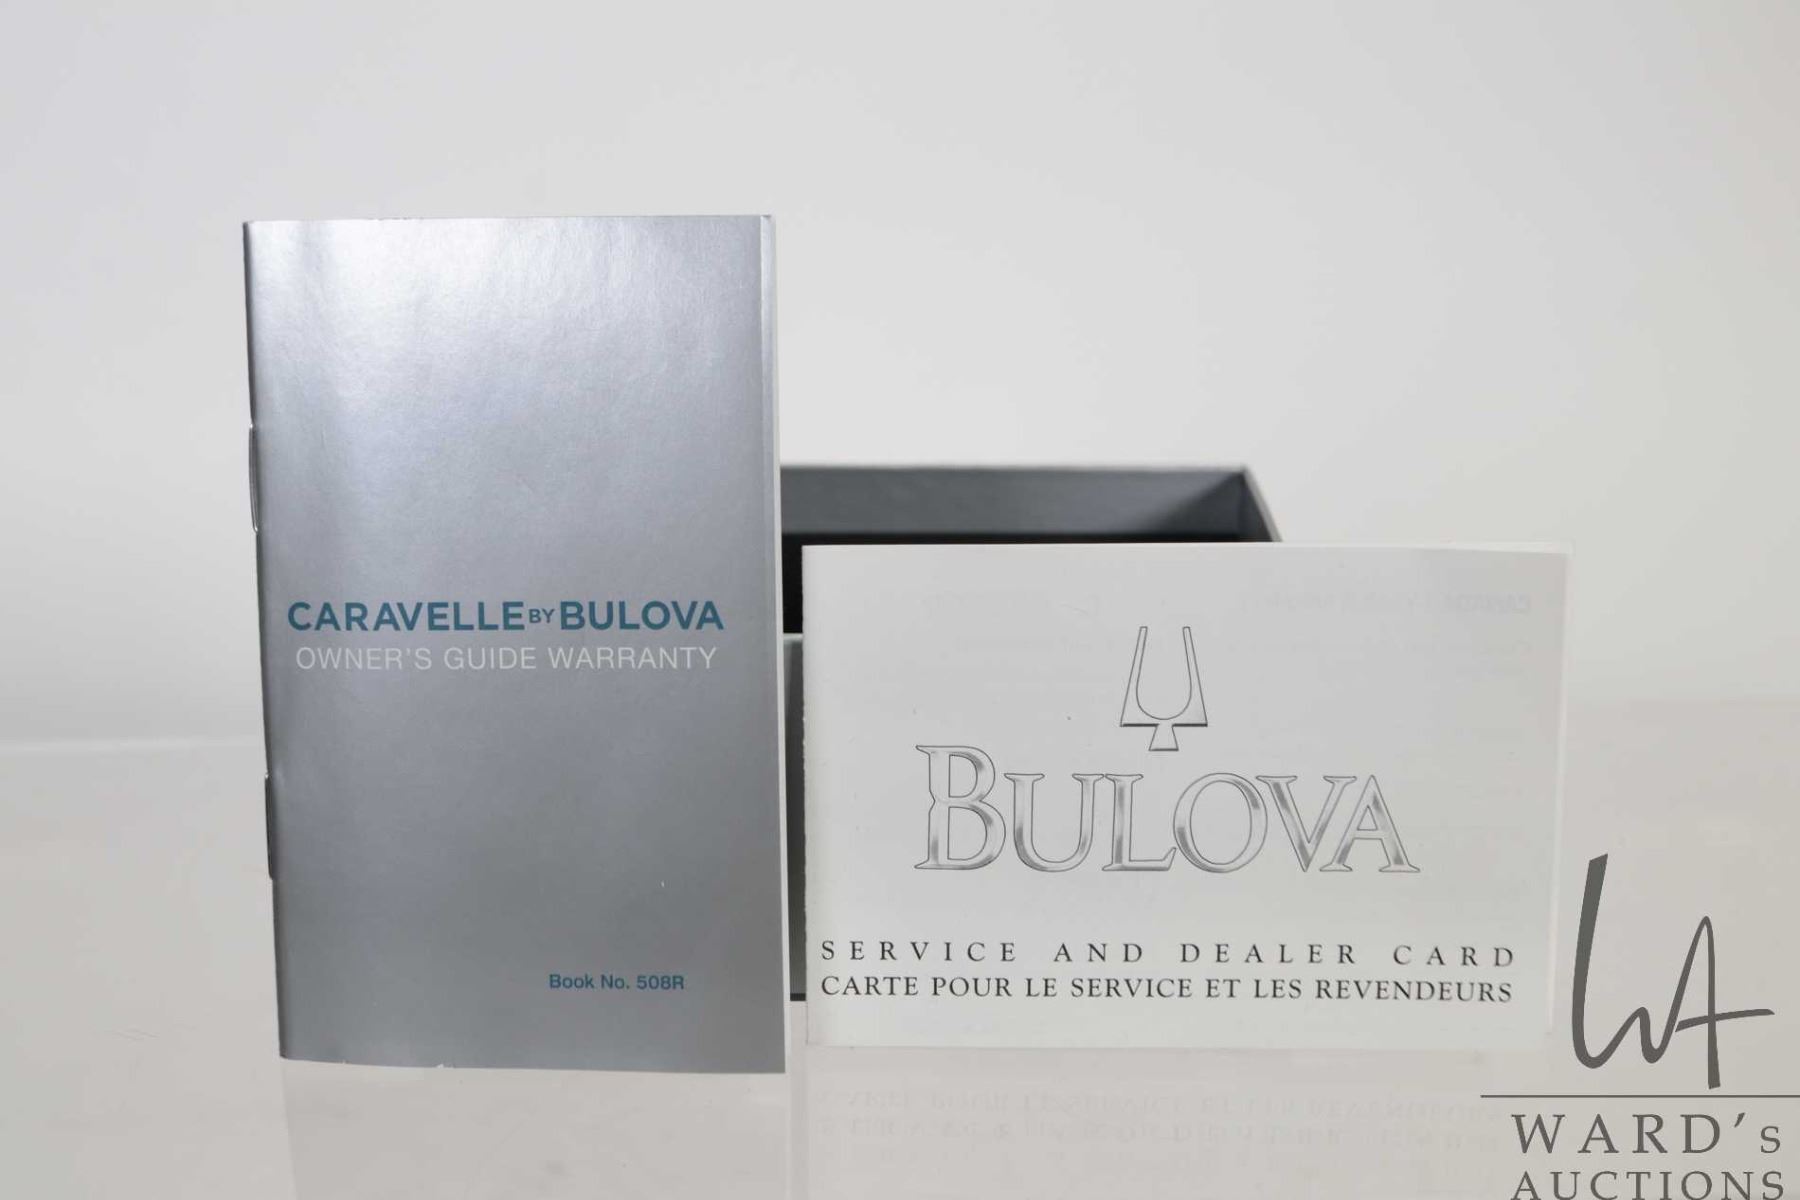 CARAVELLE BY BULOVA
OWNER'S GUIDE WARRANTY
Book No. 508R
BULOVA
SERVICE AND DEALER CARD
CARTE POUR LE SERVICE ET LES REVENDEURS
WA
WARD's
AUCTIONS